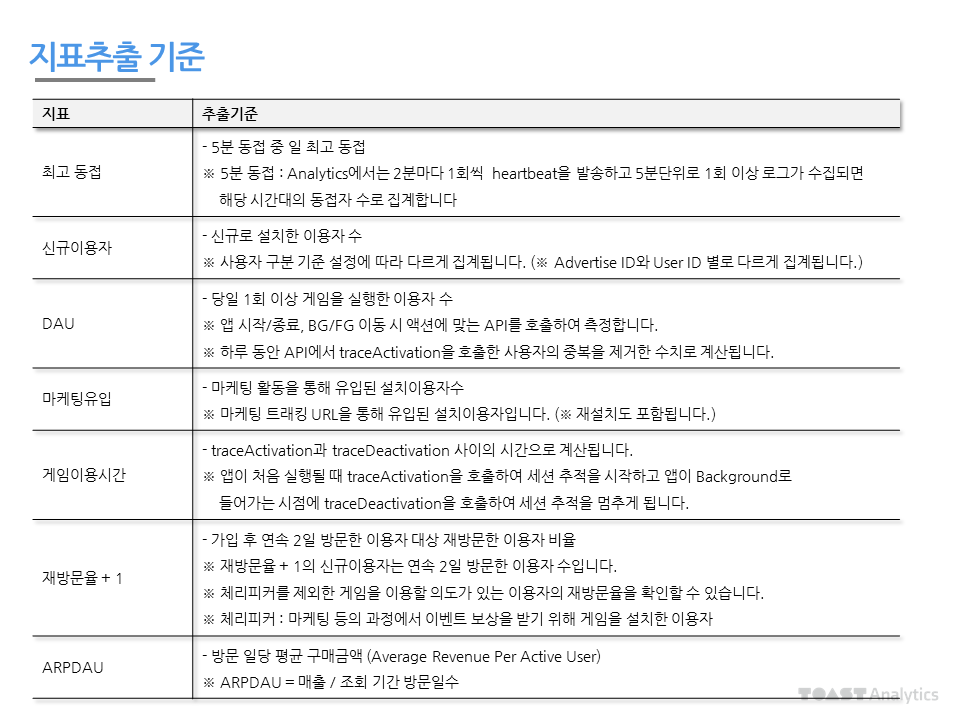 지표추출 기준
지표
추출기준
최고 동접
- 5분 동접 중 일 최고 동접
※ 5분 동접 : Analytics에서는 2분마다 1회씩 heartbeat을 발송하고 5분단위로 1회 이상 로그가 수집되면
해당 시간대의 동접자 수로 집계합니다
신규이용자
- 신규로 설치한 이용자 수
※ 사용자 구분 기준 설정에 따라 다르게 집계됩니다. (※ Advertise ID와 User ID 별로 다르게 집계됩니다.)
DAU
- 당일 1회 이상 게임을 실행한 이용자 수
※ 앱 시작/종료, BG/FG 이동 시 액션에 맞는 API를 호출하여 측정합니다.
※ 하루 동안 API에서 traceActivation을 호출한 사용자의 중복을 제거한 수치로 계산됩니다.
마케팅유입
- 마케팅 활동을 통해 유입된 설치이용자수
※ 마케팅 트래킹 URL을 통해 유입된 설치이용자입니다. (※ 재설치도 포함됩니다.)
게임이용시간
- traceActivation과 traceDeactivation 사이의 시간으로 계산됩니다.
※ 앱이 처음 실행될 때 traceActivation을 호출하여 세션 추적을 시작하고 앱이 Background로
들어가는 시점에 traceDeactivation을 호출하여 세션 추적을 멈추게 됩니다.
재방문율 + 1
- 가입 후 연속 2일 방문한 이용자 대상 재방문한 이용자 비율
※ 재방문율 + 1의 신규이용자는 연속 2일 방문한 이용자 수입니다.
※ 체리피커를 제외한 게임을 이용할 의도가 있는 이용자의 재방문율을 확인할 수 있습니다.
※ 체리피커 : 마케팅 등의 과정에서 이벤트 보상을 받기 위해 게임을 설치한 이용자
ARPDAU
- 방문 일당 평균 구매금액 (Average Revenue Per Active User)
※ ARPDAU = 매출 / 조회 기간 방문일수
TOAST Analytics